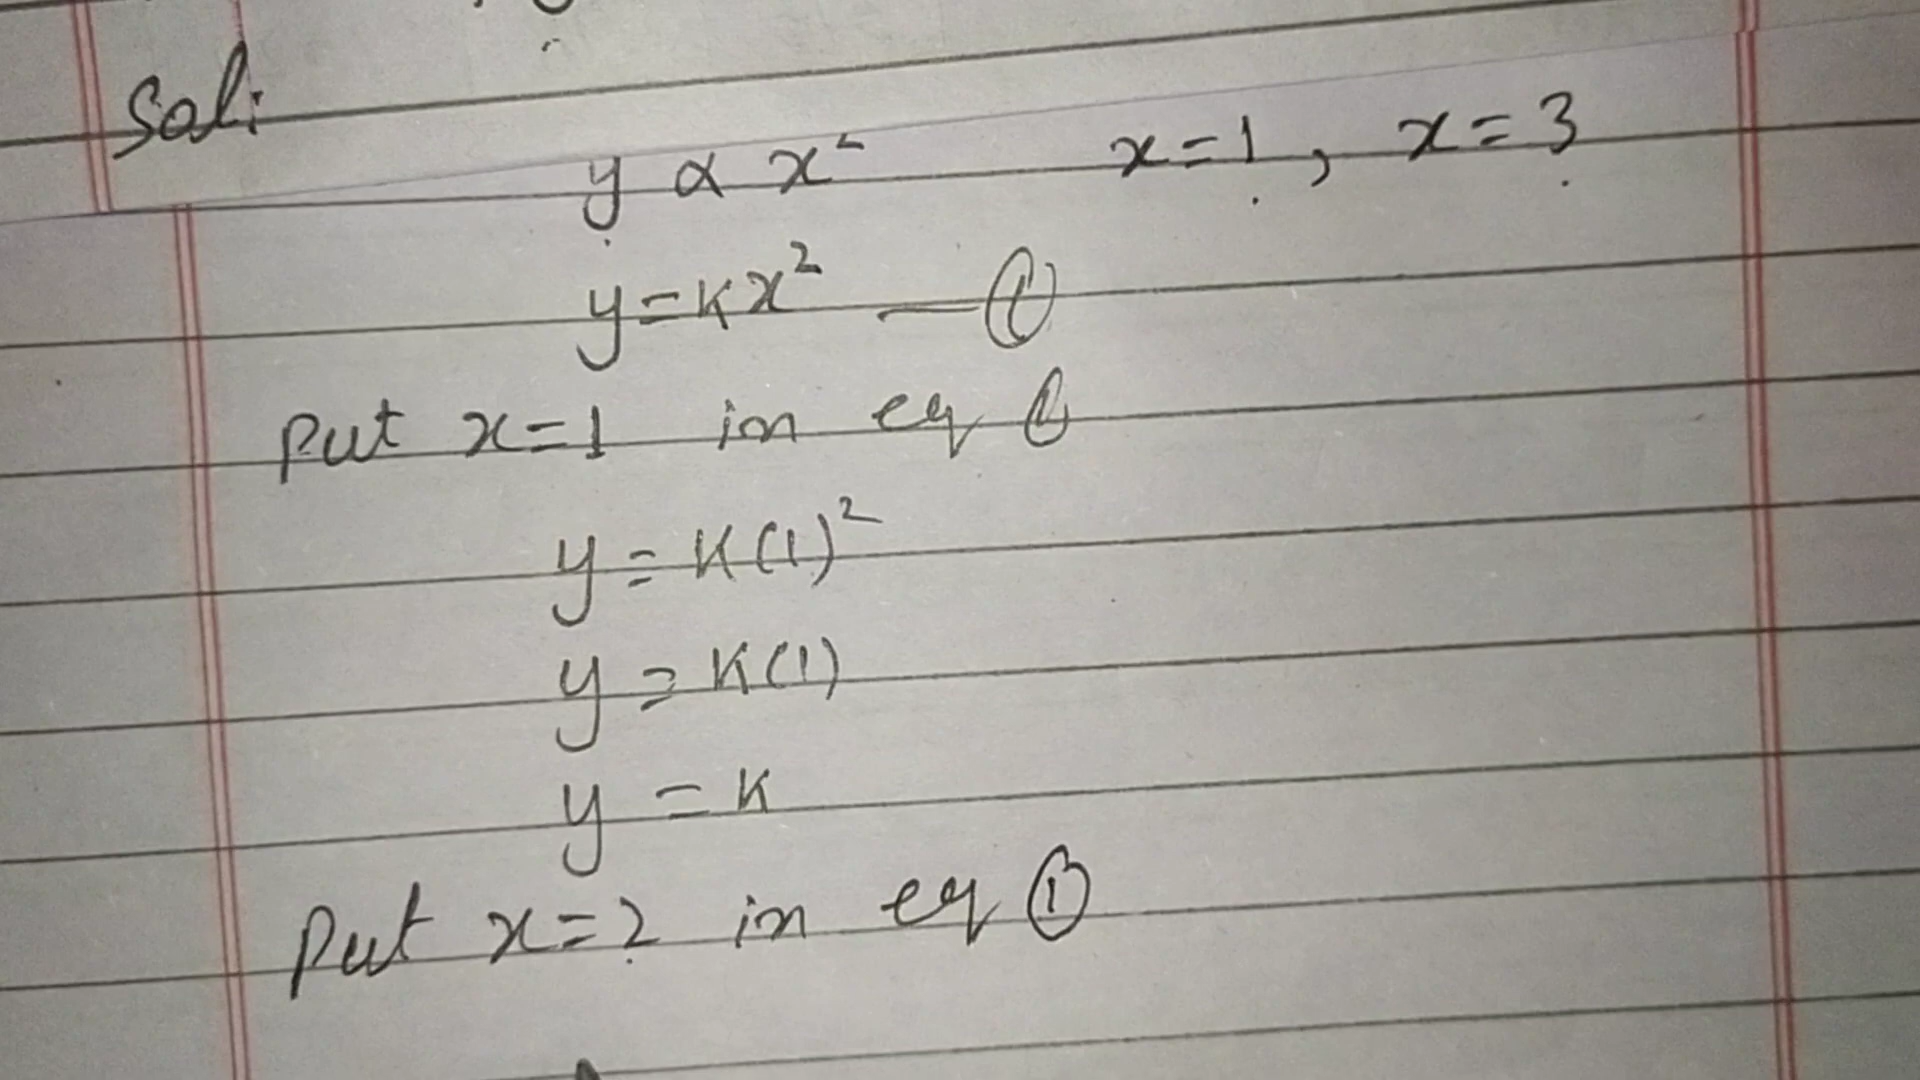 Sol:
y ∝ x² x=1, x=3
y=kx² — ①
put x=1 in eq ①
y=k(1)²
y=k(1)
y=k
Put x=2 in eq ①